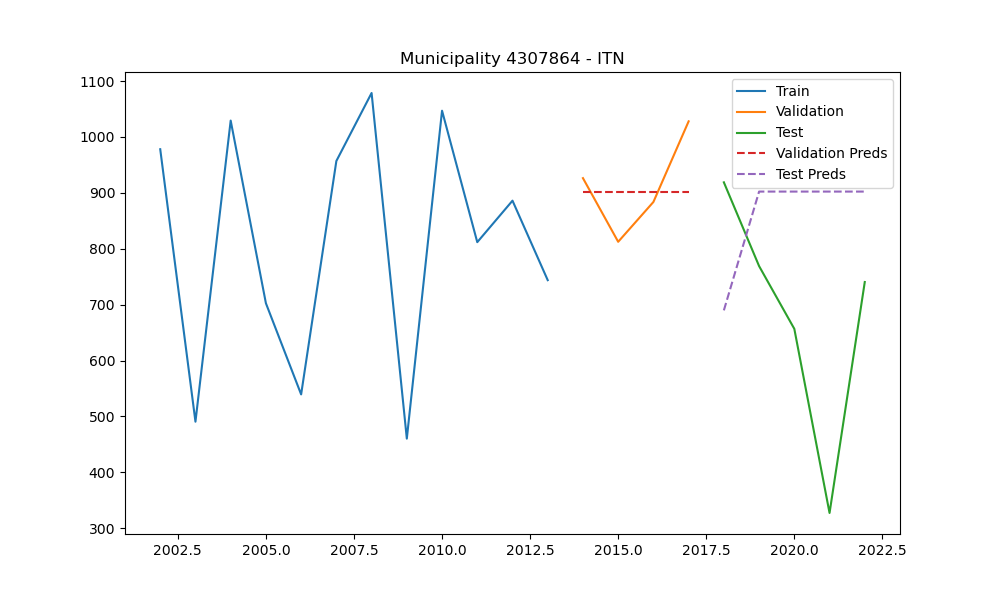 Municipality 4307864 - ITN
1100
1000
900
800
700
600
500
400
300
Train
Validation
Test
Validation Preds
Test Preds
2002.5 2005.0 2007.5 2010.0 2012.5 2015.0 2017.5 2020.0 2022.5